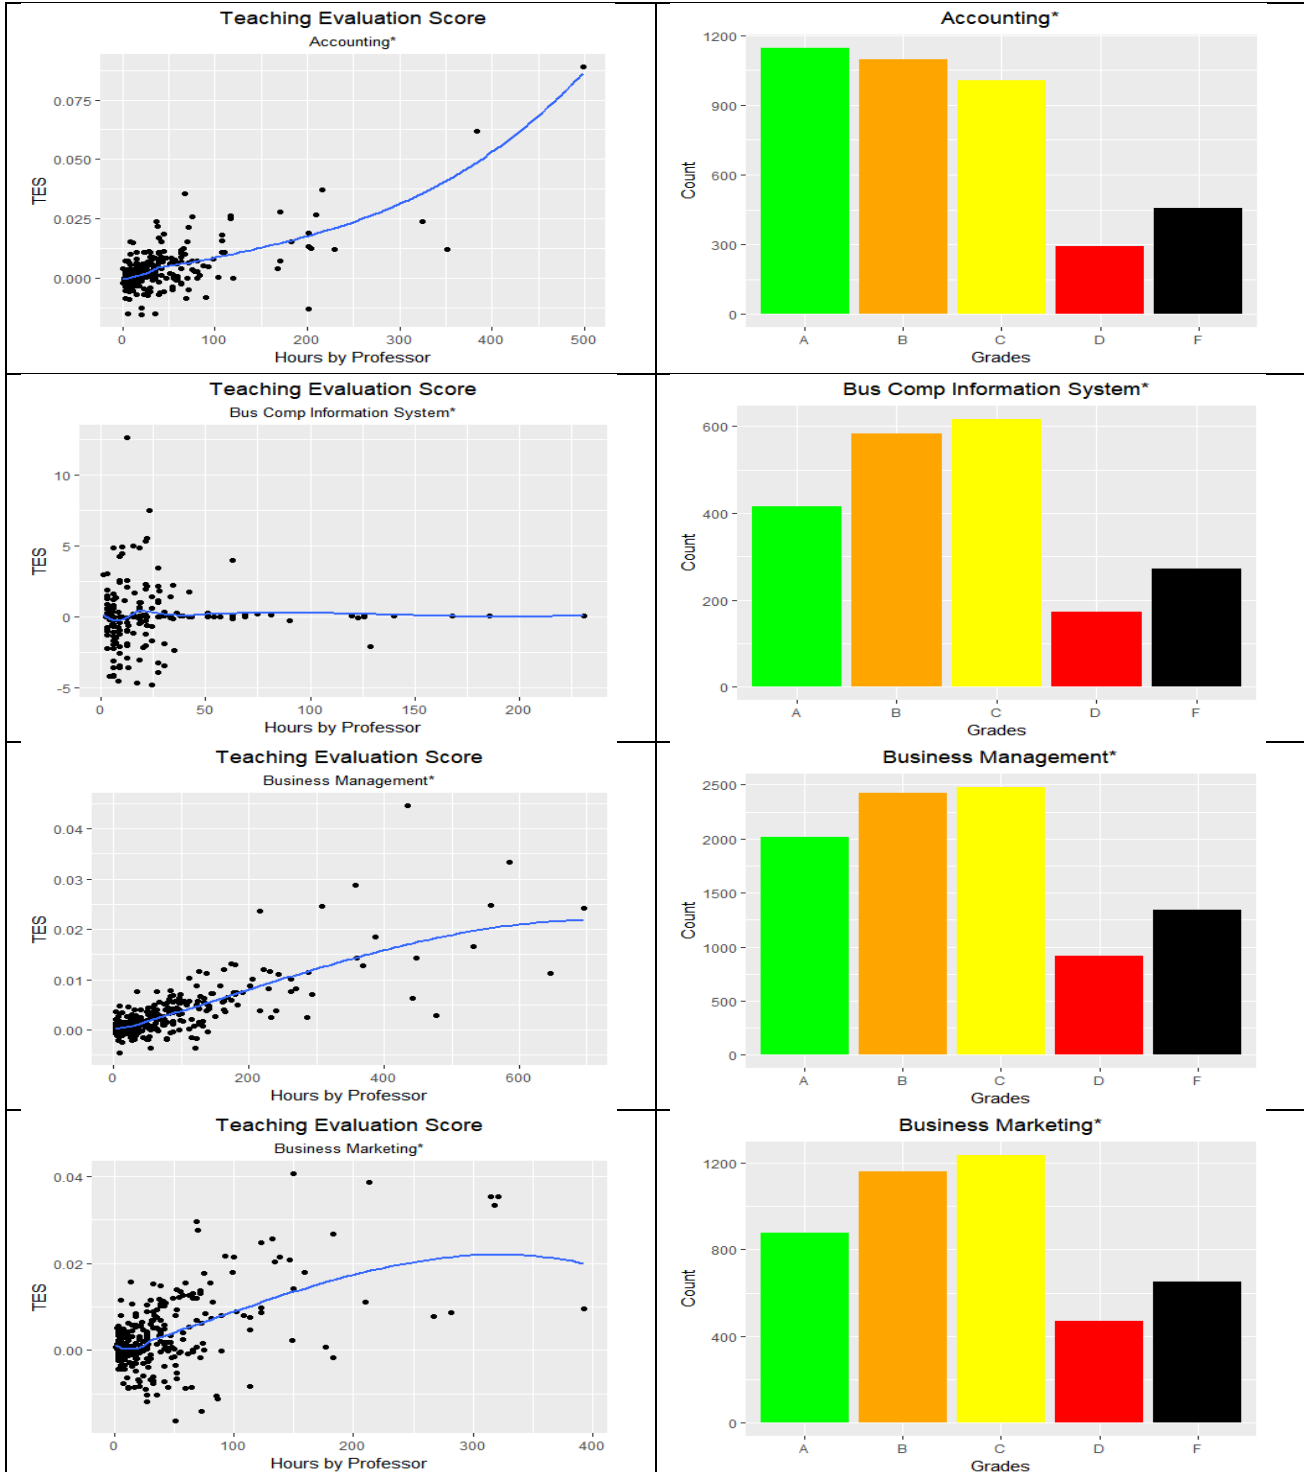 Teaching Evaluation Score
Accounting*
TES
0.075
0.050
0.025
0.000
0 100 200 300 400 500
Hours by Professor
Accounting*
Count
1200
900
600
300
0
A B C D F
Grades
Teaching Evaluation Score
Bus Comp Information System*
TES
10
5
0
-5
0 50 100 150 200
Hours by Professor
Bus Comp Information System*
Count
600
400
200
0
A B C D F
Grades
Teaching Evaluation Score
Business Management*
TES
0.04
0.03
0.02
0.01
0.00
0 200 400 600
Hours by Professor
Business Management*
Count
2500
2000
1500
1000
500
0
A B C D F
Grades
Teaching Evaluation Score
Business Marketing*
TES
0.04
0.02
0.00
0 100 200 300 400
Hours by Professor
Business Marketing*
Count
1200
800
400
0
A B C D F
Grades